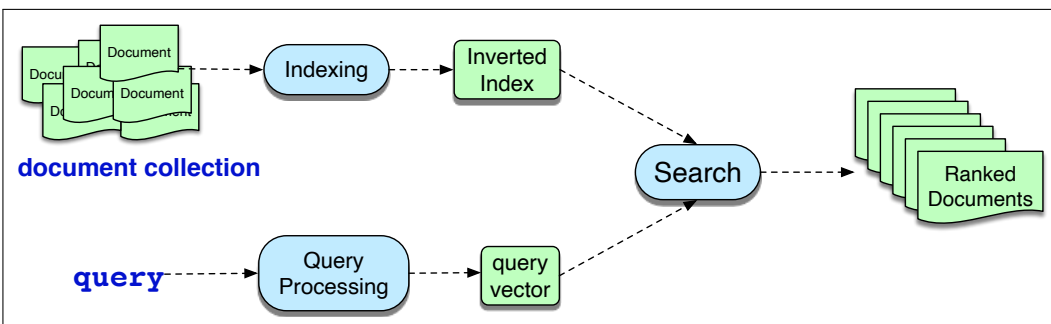 Document
Document
Document
Indexing
Inverted
Index
document collection
Search
Ranked
Documents
query
Query
Processing
query
vector